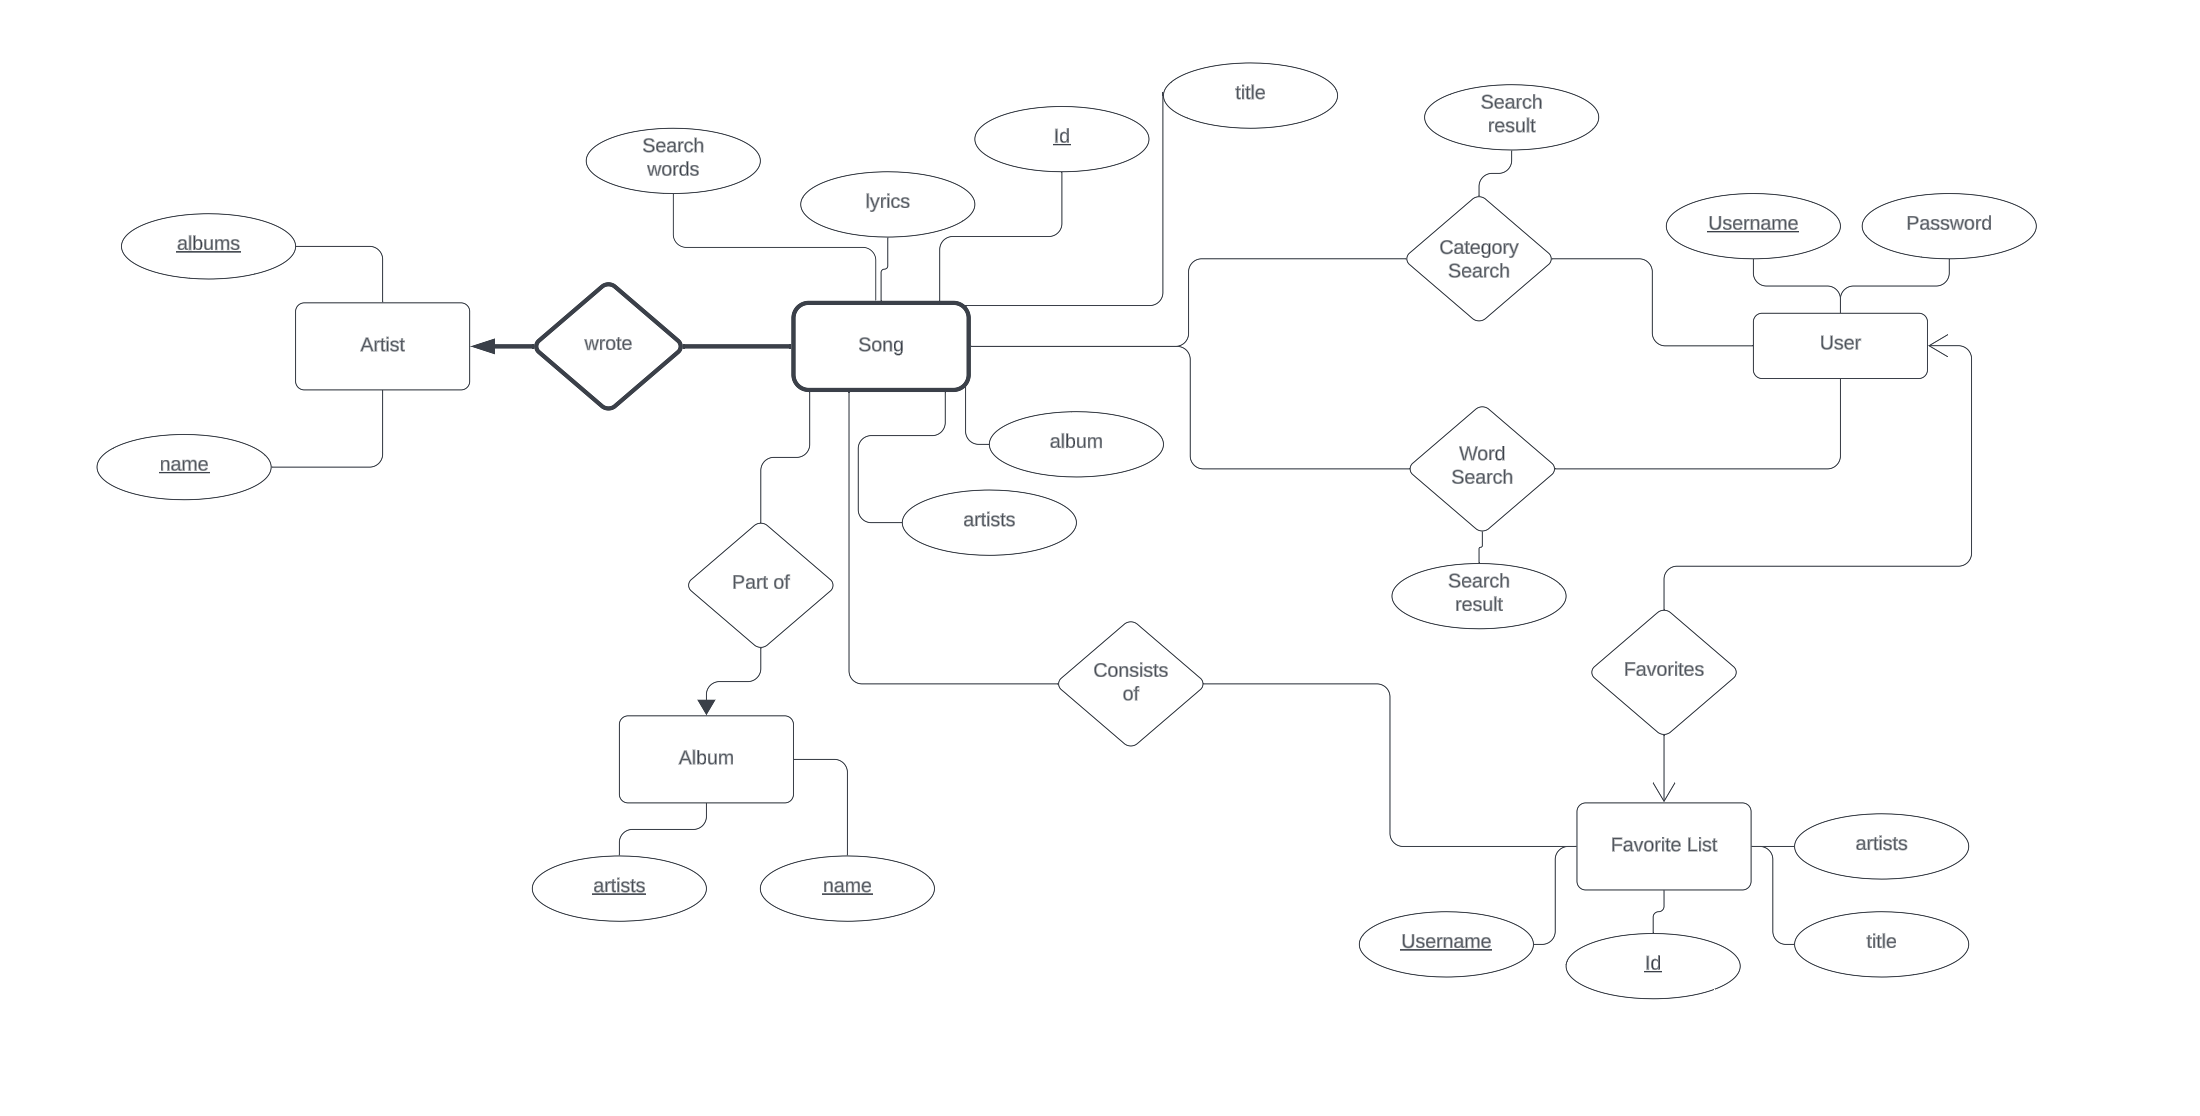 title
Search
result
Id
Search
words
lyrics
Username
Password
albums
Category
Search
Artist
wrote
Song
User
name
album
Word
Search
artists
Part of
Search
result
Consists
of
Favorites
Album
Favorite List
artists
artists
name
Username
Id
title